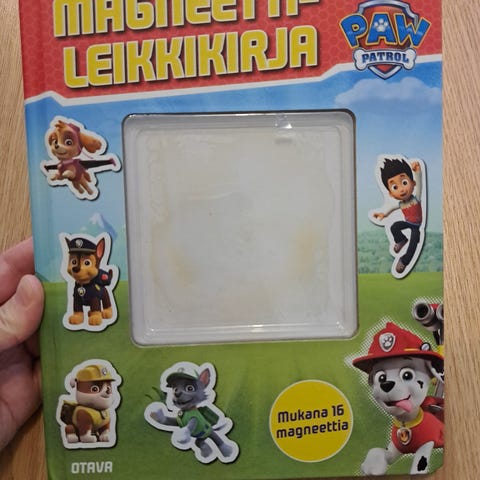 MAGNEETTI-
LEIKKIKIRJA
PAW
PATROL
Mukana 16
magneettia
OTAVA